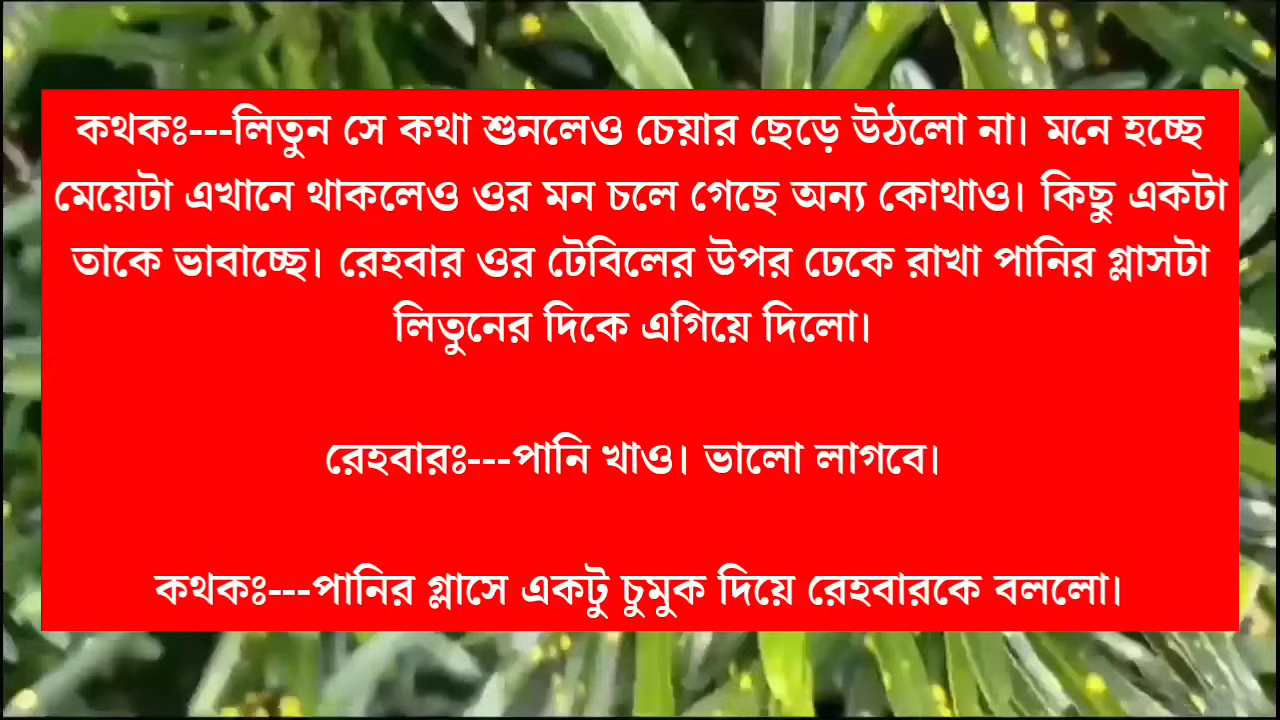 কথকঃ---লিতুন সে কথা শুনলেও চেয়ার ছেড়ে উঠলো না। মনে হচ্ছে
মেয়েটা এখানে থাকলেও ওর মন চলে গেছে অন্য কোথাও। কিছু একটা
তাকে ভাবাচ্ছে। রেহবার ওর টেবিলের উপর ঢেকে রাখা পানির গ্লাসটা
লিতুনের দিকে এগিয়ে দিলো।
রেহবারঃ---পানি খাও। ভালো লাগবে।
কথকঃ---পানির গ্লাসে একটু চুমুক দিয়ে রেহবারকে বললো।